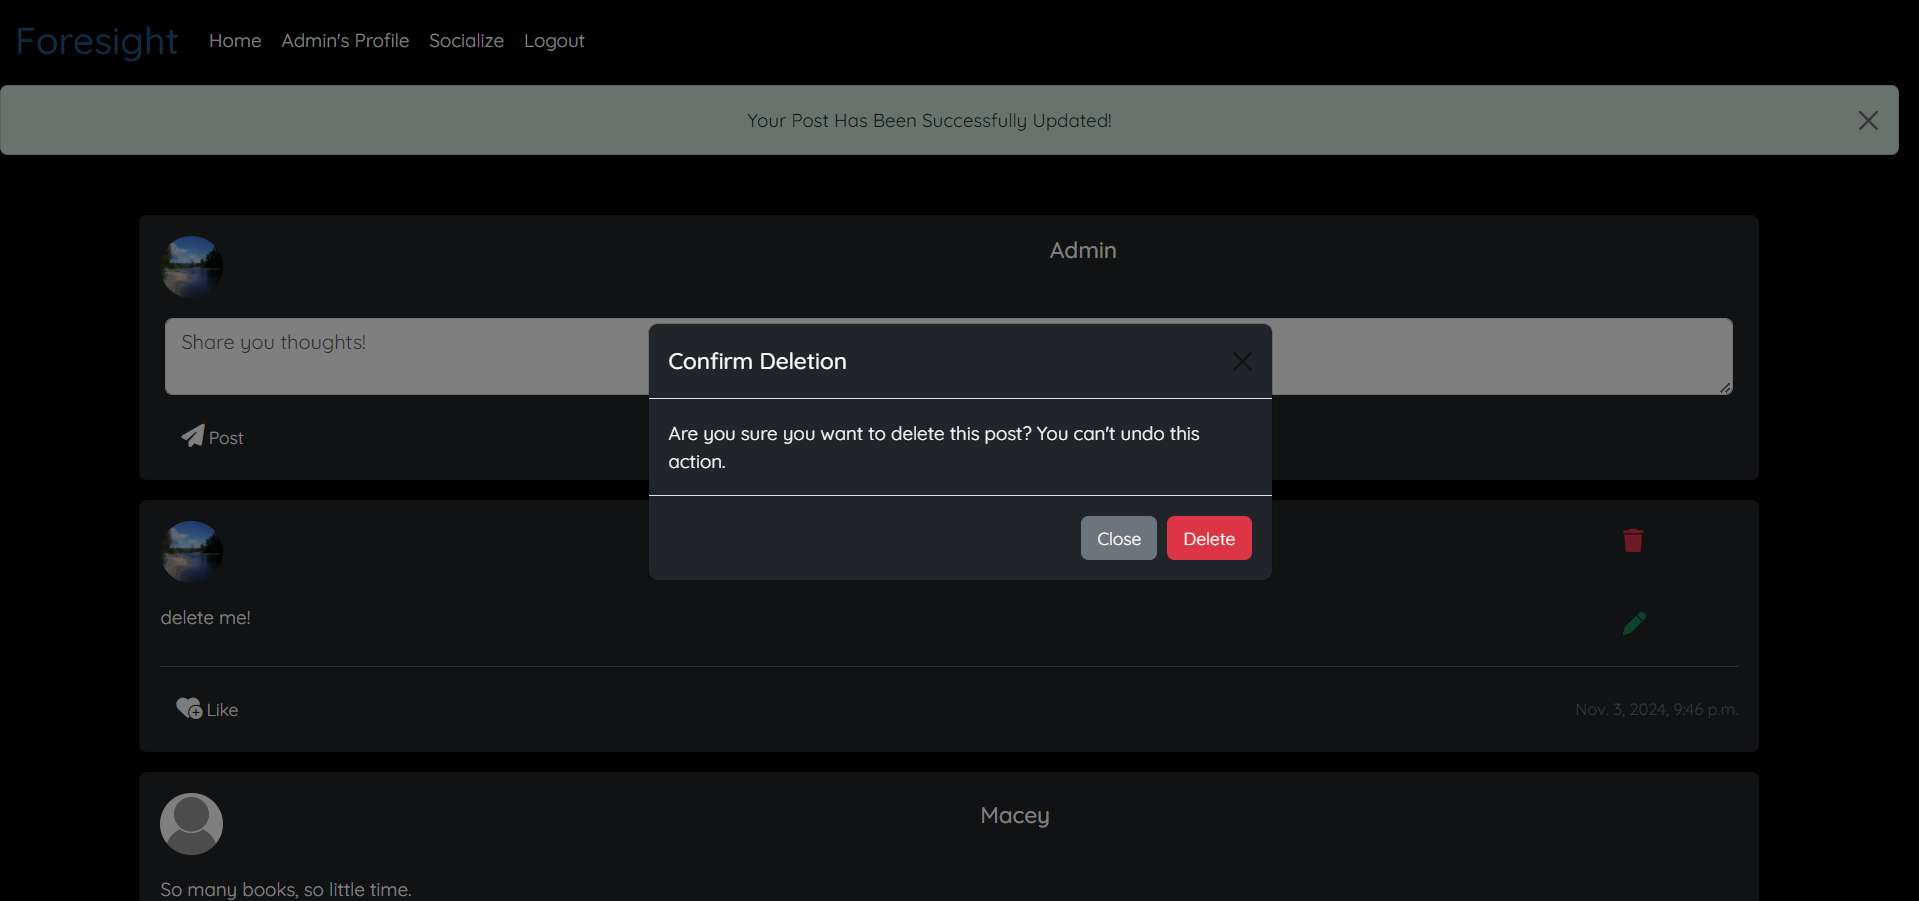 Foresight Home Admin's Profile Socialize Logout
Your Post Has Been Successfully Updated!
Admin
Share you thoughts!
Post
Confirm Deletion
Are you sure you want to delete this post? You can't undo this
action.
Close Delete
delete me!
Like Nov. 3, 2024, 9:46 p.m.
Macey
So many books, so little time.